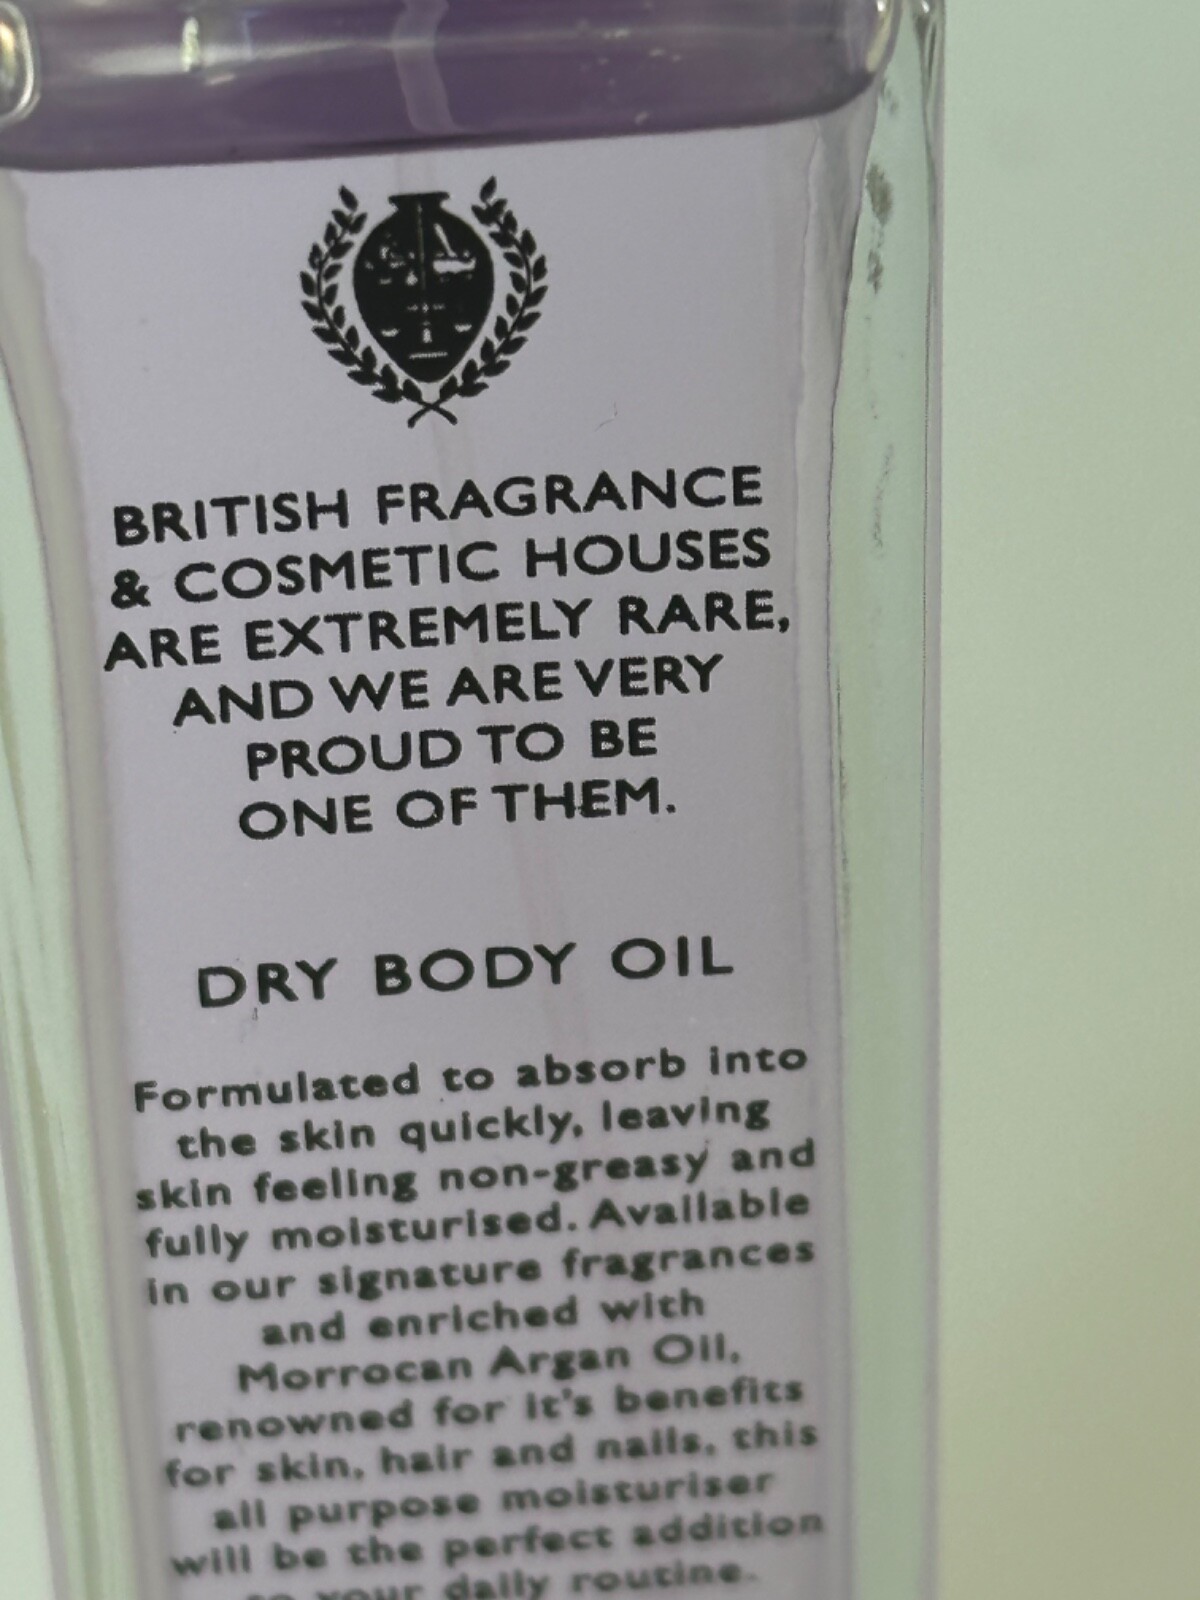 BRITISH FRAGRANCE
& COSMETIC HOUSES
ARE EXTREMELY RARE,
AND WE ARE VERY
PROUD TO BE
ONE OF THEM.
DRY BODY OIL
Formulated to absorb into
the skin quickly, leaving
skin feeling non-greasy and
fully moisturised. Available
in our signature fragrances
and enriched with
Morrocan Argan Oil,
renowned for it's benefits
for skin, hair and nails, this
all purpose moisturiser
will be the perfect addition
to your daily routine.